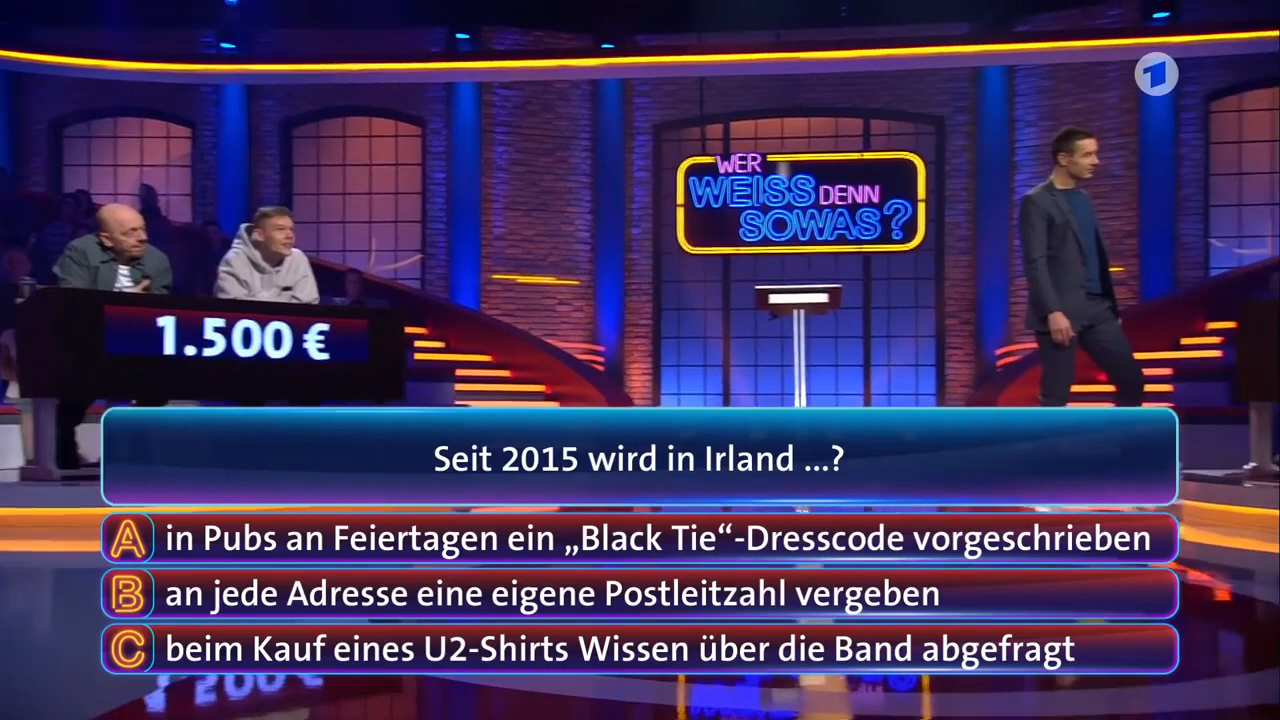 1
WER
WEISS DENN
SOWAS?
1.500 €
Seit 2015 wird in Irland ...?
A in Pubs an Feiertagen ein „Black Tie“-Dresscode vorgeschrieben
B an jede Adresse eine eigene Postleitzahl vergeben
C beim Kauf eines U2-Shirts Wissen über die Band abgefragt